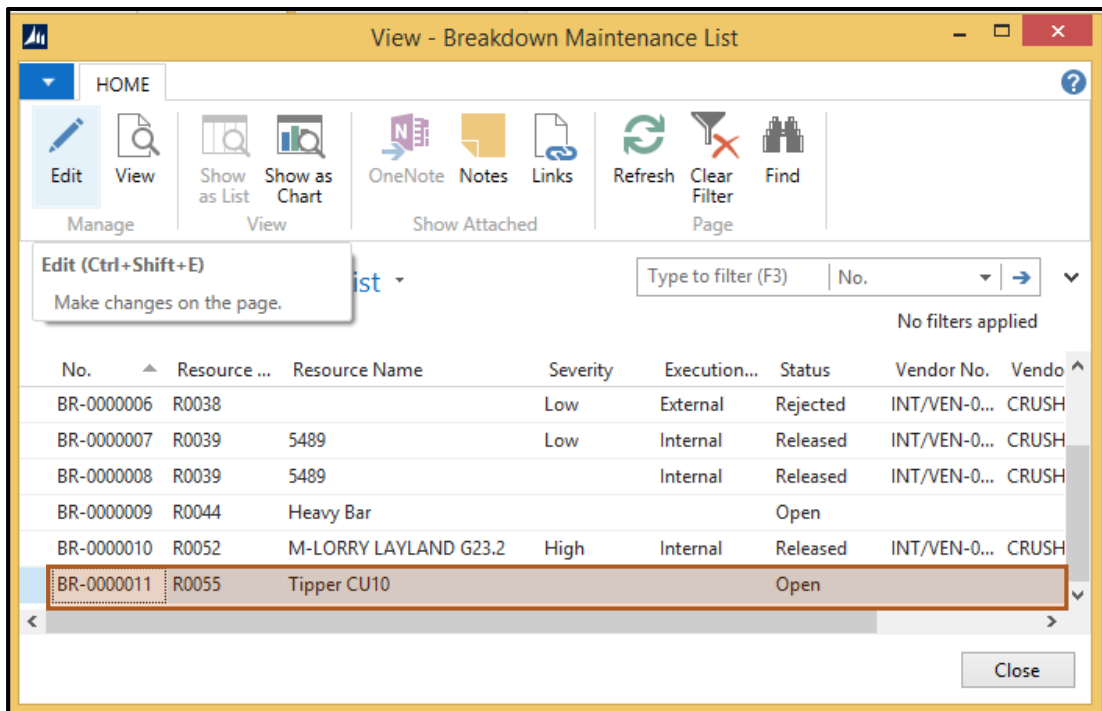 View - Breakdown Maintenance List
HOME
Edit View Show as List Show as Chart OneNote Notes Links Refresh Clear Filter Find
Manage View Show Attached Page
Edit (Ctrl+Shift+E)
Make changes on the page.
ist
Type to filter (F3) No.
No filters applied
No. Resource ... Resource Name Severity Execution... Status Vendor No. Vendo
BR-0000006 R0038 Low External Rejected INT/VEN-0... CRUSH
BR-0000007 R0039 5489 Low Internal Released INT/VEN-0... CRUSH
BR-0000008 R0039 5489 Internal Released INT/VEN-0... CRUSH
BR-0000009 R0044 Heavy Bar Open
BR-0000010 R0052 M-LORRY LAYLAND G23.2 High Internal Released INT/VEN-0... CRUSH
BR-0000011 R0055 Tipper CU10 Open
Close